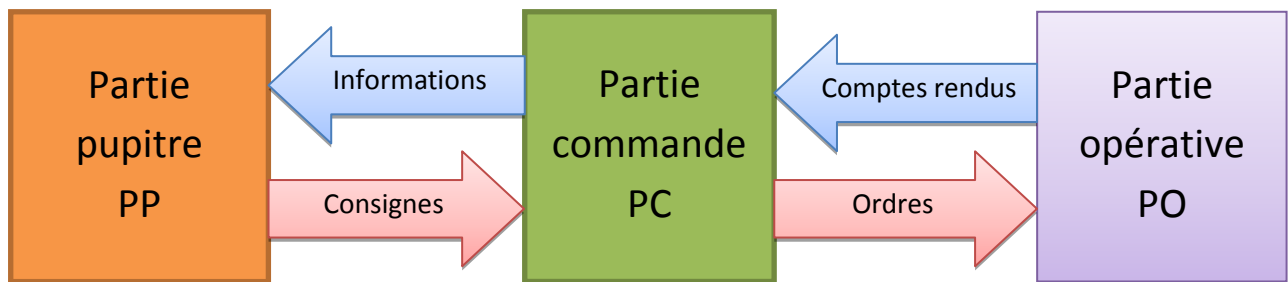 Partie
pupitre
PP
Informations
Consignes
Partie
commande
PC
Comptes rendus
Ordres
Partie
opérative
PO